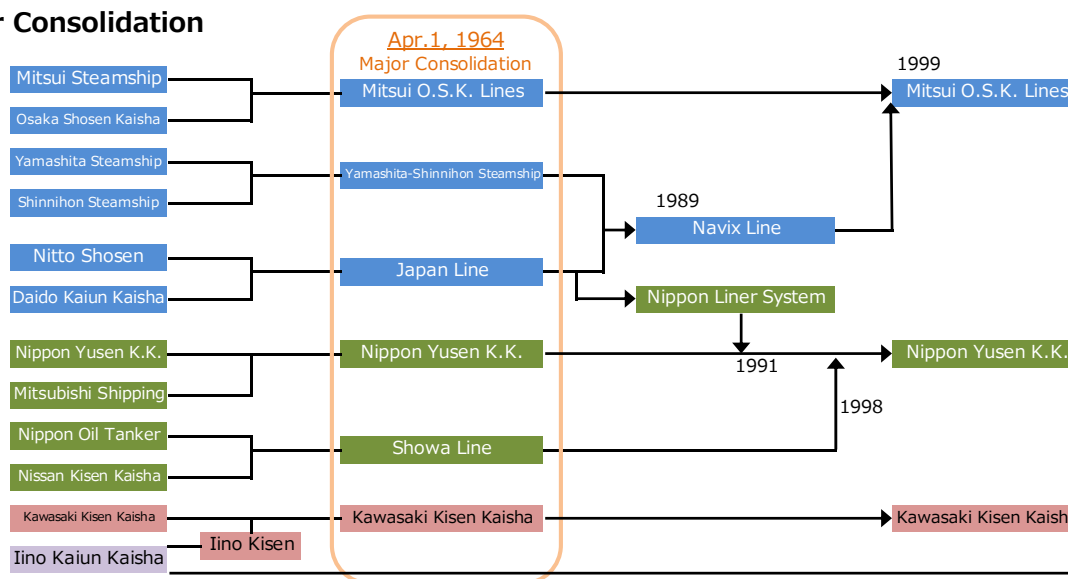 r Consolidation
Apr.1, 1964
Major Consolidation
1999
Mitsui Steamship
Mitsui O.S.K. Lines
Mitsui O.S.K. Lines
Osaka Shosen Kaisha
Yamashita Steamship
Yamashita-Shinnihon Steamship
Shinnihon Steamship
1989
Navix Line
Nitto Shosen
Japan Line
Daido Kaiun Kaisha
Nippon Liner System
Nippon Yusen K.K.
Nippon Yusen K.K.
Nippon Yusen K.K.
1991
Mitsubishi Shipping
1998
Nippon Oil Tanker
Showa Line
Nissan Kisen Kaisha
Kawasaki Kisen Kaisha
Kawasaki Kisen Kaisha
Kawasaki Kisen Kaish
Iino Kisen
Iino Kaiun Kaisha